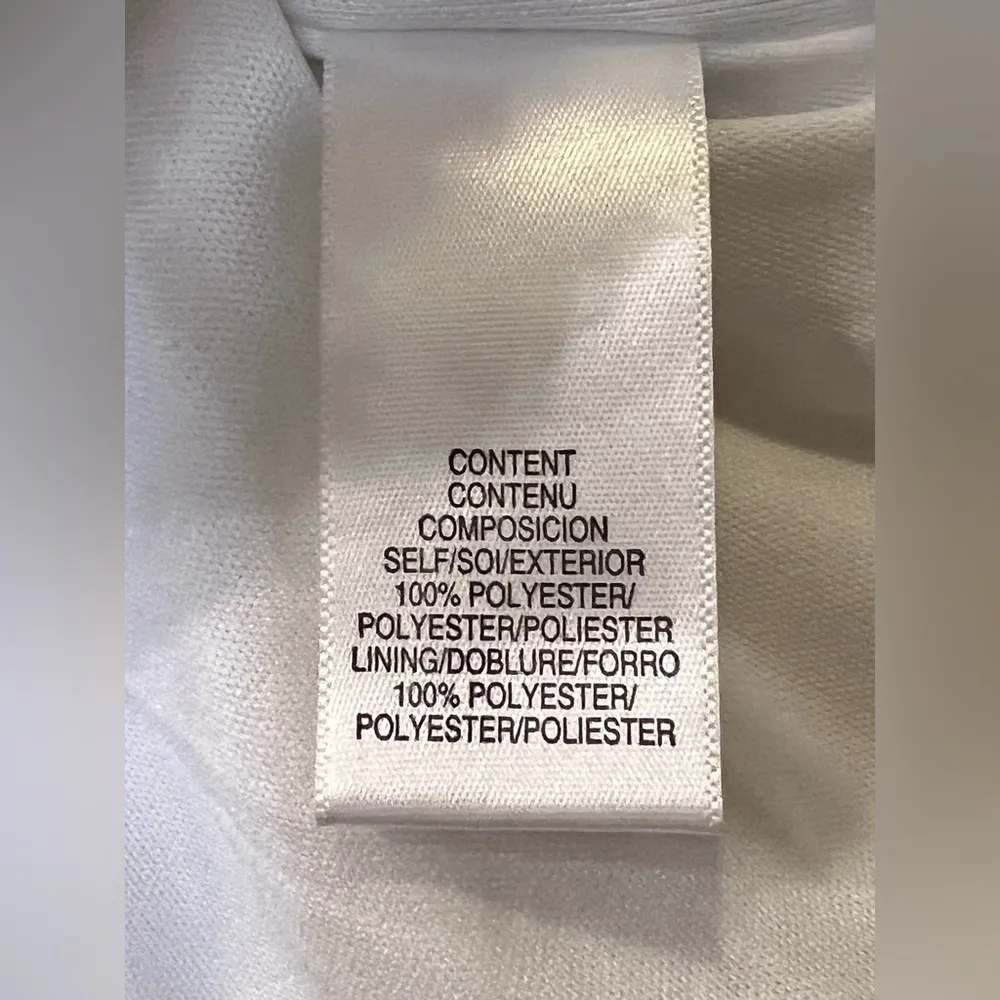 CONTENT
CONTENU
COMPOSICION
SELF/SOI/EXTERIOR
100% POLYESTER/
POLYESTER/POLIESTER
LINING/DOBLURE/FORRO
100% POLYESTER/
POLYESTER/POLIESTER